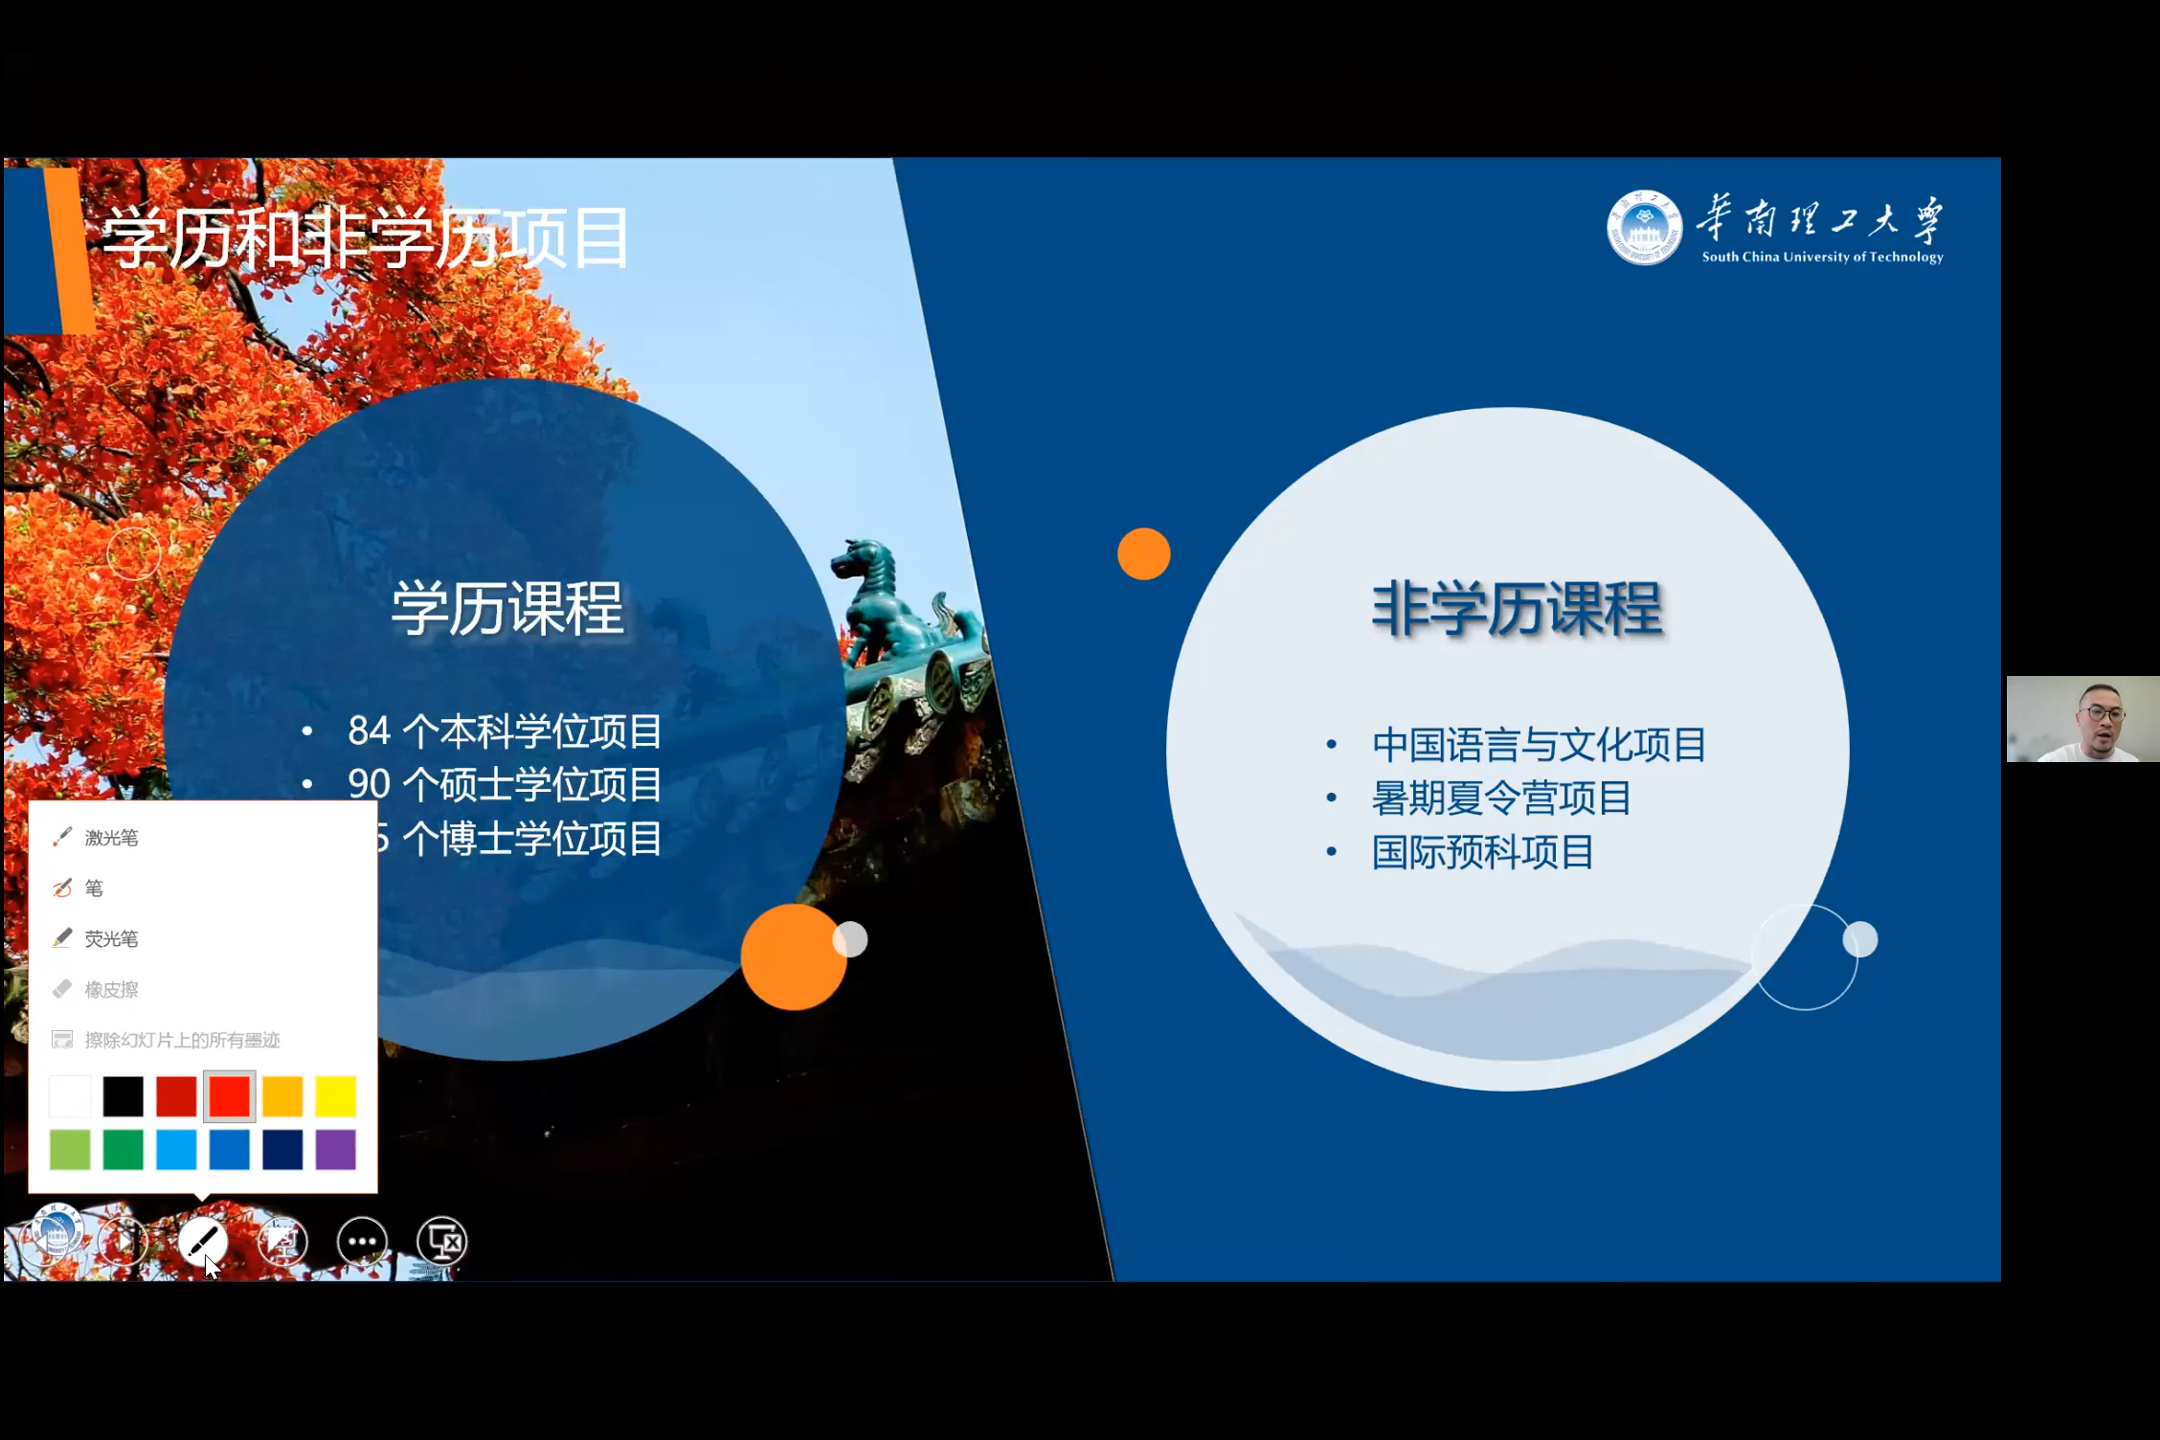 学历和非学历项目
華南理工大學
South China University of Technology
学历课程
• 84 个本科学位项目
• 90 个硕士学位项目
5 个博士学位项目
非学历课程
• 中国语言与文化项目
• 暑期夏令营项目
• 国际预科项目
激光笔
笔
荧光笔
橡皮擦
擦除幻灯片上的所有墨迹